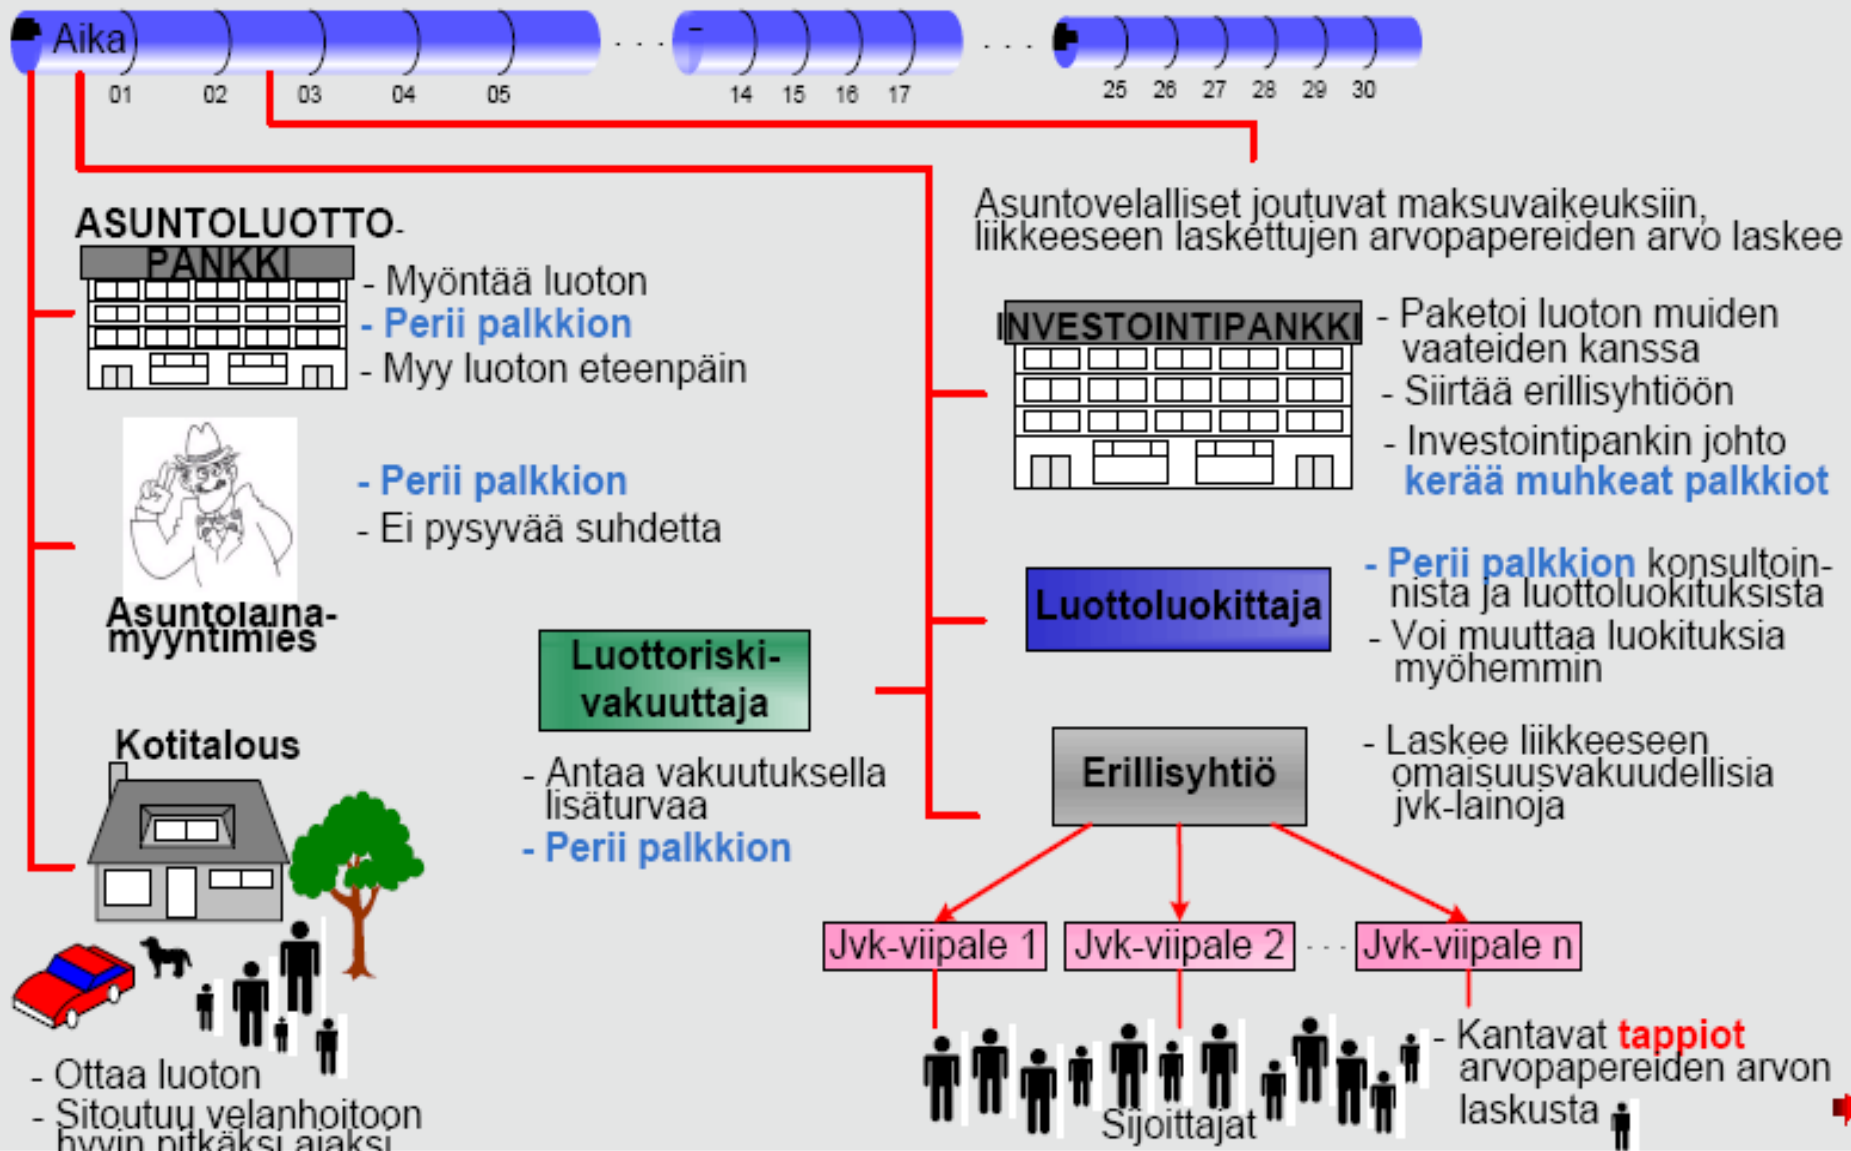 Aika
01 02 03 04 05 ... 14 15 16 17 ... 25 26 27 28 29 30
ASUNTOLUOTTO-
PANKKI
- Myöntää luoton
- Perii palkkion
- Myy luoton eteenpäin
- Perii palkkion
- Ei pysyvää suhdetta
Asuntolaina-
myyntimies
Kotitalous
- Ottaa luoton
- Sitoutuu velanhoitoon
hyvin pitkäksi ajaksi
Luottoriski-
vakuuttaja
- Antaa vakuutuksella
lisäturvaa
- Perii palkkion
Asuntovelalliset joutuvat maksuvaikeuksiin,
liikkeeseen laskettujen arvopapereiden arvo laskee
INVESTOINTIPANKKI
- Paketoi luoton muiden
vaateiden kanssa
- Siirtää erillisyhtiöön
- Investointipankin johto
kerää muhkeat palkkiot
Luottoluokittaja
- Perii palkkion konsultoin-
nista ja luottoluokituksista
- Voi muuttaa luokituksia
myöhemmin
Erillisyhtiö
- Laskee liikkeeseen
omaisuusvakuudellisia
jvk-lainoja
Jvk-viipale 1
Jvk-viipale 2
...
Jvk-viipale n
Sijoittajat
- Kantavat tappiot
arvopapereiden arvon
laskusta